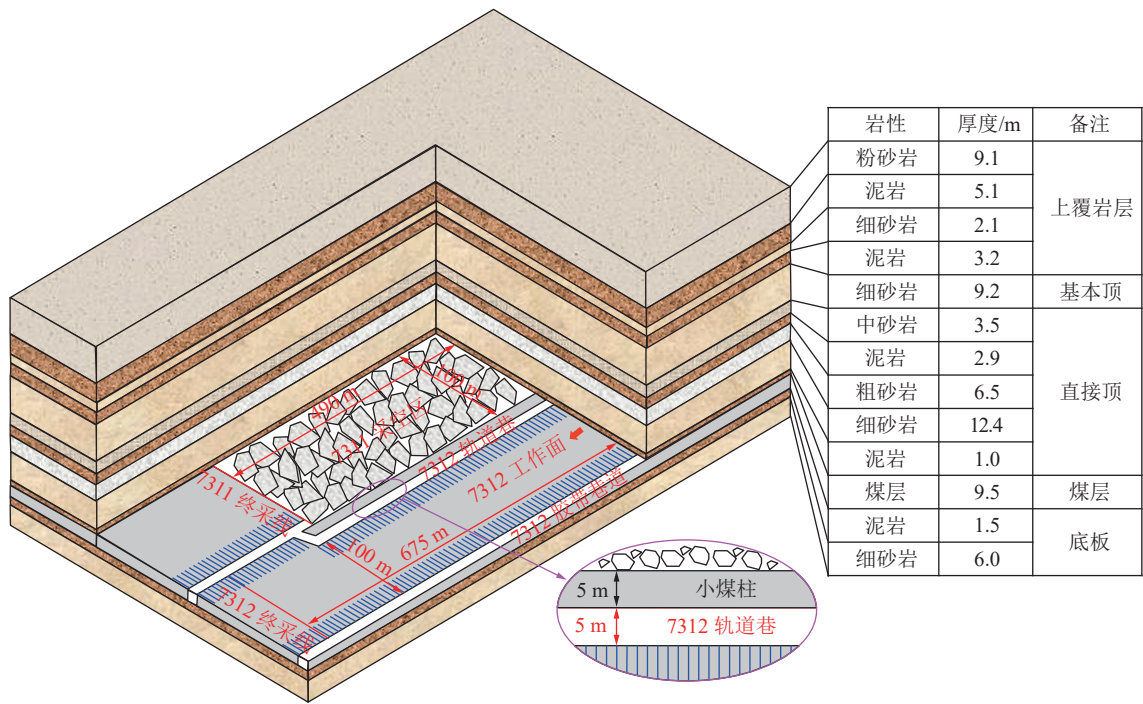 岩性 厚度/m 备注
粉砂岩 9.1 上覆岩层
泥岩 5.1
细砂岩 2.1
泥岩 3.2
细砂岩 9.2 基本顶
中砂岩 3.5 直接顶
泥岩 2.9
粗砂岩 6.5
细砂岩 12.4
泥岩 1.0
煤层 9.5 煤层
泥岩 1.5 底板
细砂岩 6.0
490 m
7311 采空区
7312 轨道巷
7312 工作面
7311 终采线
675 m
7312 胶带巷道
100 m
7312 终采线
5 m 小煤柱
5 m 7312 轨道巷